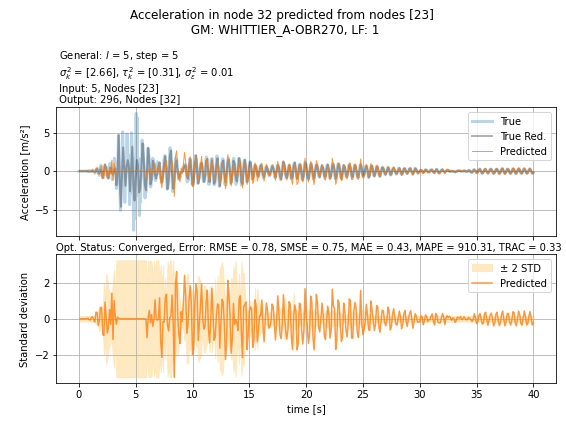 Acceleration in node 32 predicted from nodes [23]
GM: WHITTIER_A-OBR270, LF: 1
General: l = 5, step = 5
σ²ₖ = [2.66], τ²ₖ = [0.31], σ²ε = 0.01
Input: 5, Nodes [23]
Output: 296, Nodes [32]
Acceleration [m/s²]
5
0
−5
True
True Red.
Predicted
Opt. Status: Converged, Error: RMSE = 0.78, SMSE = 0.75, MAE = 0.43, MAPE = 910.31, TRAC = 0.33
Standard deviation
2
0
−2
± 2 STD
Predicted
0 5 10 15 20 25 30 35 40
time [s]